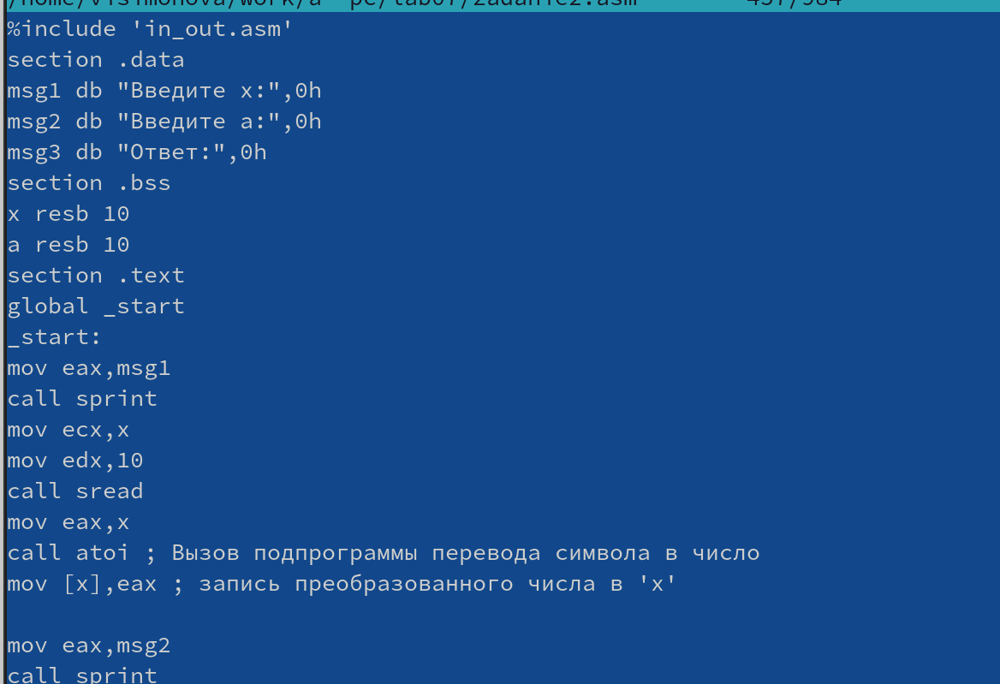 %include 'in_out.asm'
section .data
msg1 db "Введите x:",0h
msg2 db "Введите a:",0h
msg3 db "Ответ:",0h
section .bss
x resb 10
a resb 10
section .text
global _start
_start:
mov eax,msg1
call sprint
mov ecx,x
mov edx,10
call sread
mov eax,x
call atoi ; Вызов подпрограммы перевода символа в число
mov [x],eax ; запись преобразованного числа в 'x'
mov eax,msg2
call sprint